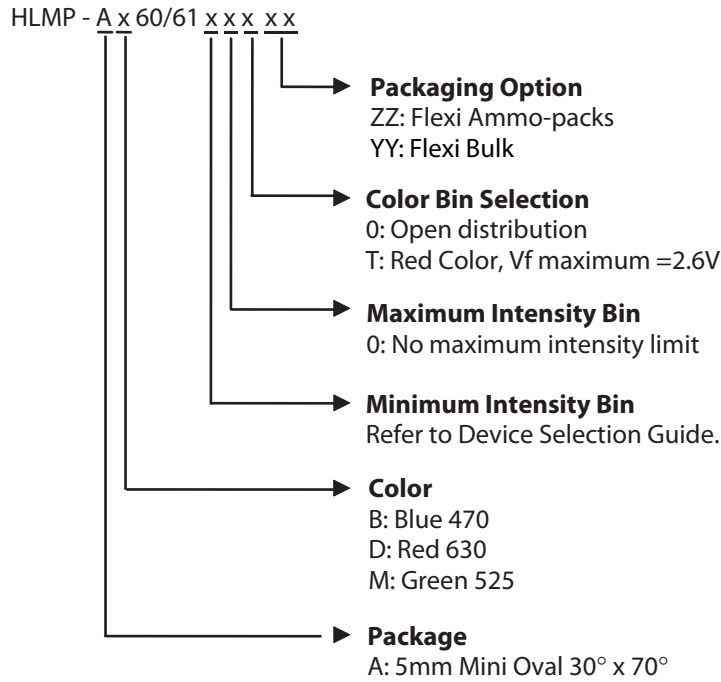 HLMP - A x 60/61 x x x x x
Packaging Option
ZZ: Flexi Ammo-packs
YY: Flexi Bulk
Color Bin Selection
0: Open distribution
T: Red Color, Vf maximum =2.6V
Maximum Intensity Bin
0: No maximum intensity limit
Minimum Intensity Bin
Refer to Device Selection Guide.
Color
B: Blue 470
D: Red 630
M: Green 525
Package
A: 5mm Mini Oval 30° x 70°